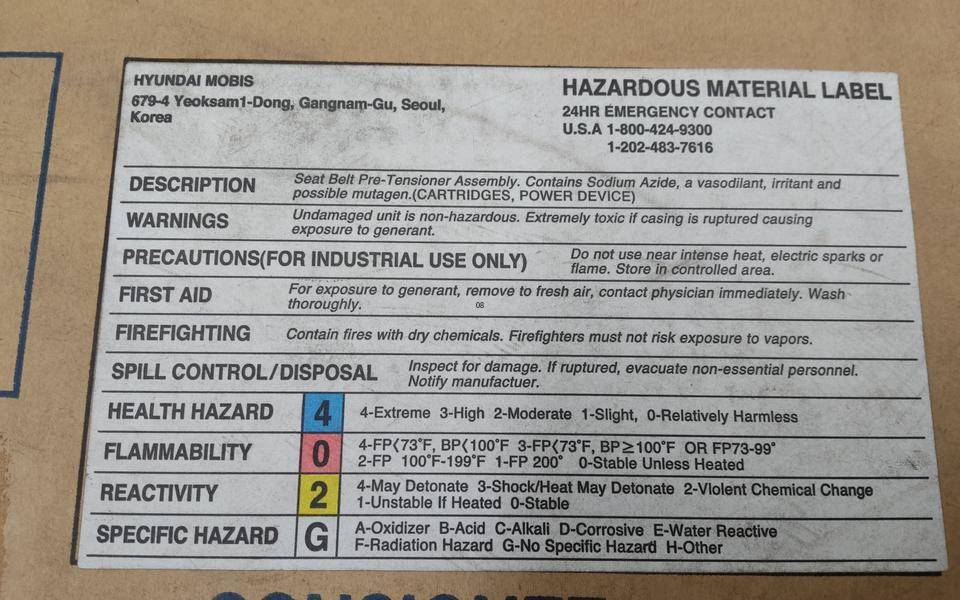 HYUNDAI MOBIS
679-4 Yeoksam1-Dong, Gangnam-Gu, Seoul,
Korea
HAZARDOUS MATERIAL LABEL
24HR EMERGENCY CONTACT
U.S.A 1-800-424-9300
1-202-483-7616
DESCRIPTION
Seat Belt Pre-Tensioner Assembly. Contains Sodium Azide, a vasodilant, irritant and
possible mutagen.(CARTRIDGES, POWER DEVICE)
WARNINGS
Undamaged unit is non-hazardous. Extremely toxic if casing is ruptured causing
exposure to generant.
PRECAUTIONS(FOR INDUSTRIAL USE ONLY)
Do not use near intense heat, electric sparks or
flame. Store in controlled area.
FIRST AID
For exposure to generant, remove to fresh air, contact physician immediately. Wash
thoroughly.
08
FIREFIGHTING
Contain fires with dry chemicals. Firefighters must not risk exposure to vapors.
SPILL CONTROL/DISPOSAL
Inspect for damage. If ruptured, evacuate non-essential personnel.
Notify manufactuer.
HEALTH HAZARD 4 4-Extreme 3-High 2-Moderate 1-Slight, 0-Relatively Harmless
FLAMMABILITY 0
4-FP<73°F, BP<100°F 3-FP<73°F, BP≥100°F OR FP73-99°
2-FP 100°F-199°F 1-FP 200° 0-Stable Unless Heated
REACTIVITY 2
4-May Detonate 3-Shock/Heat May Detonate 2-Violent Chemical Change
1-Unstable If Heated 0-Stable
SPECIFIC HAZARD G
A-Oxidizer B-Acid C-Alkali D-Corrosive E-Water Reactive
F-Radiation Hazard G-No Specific Hazard H-Other